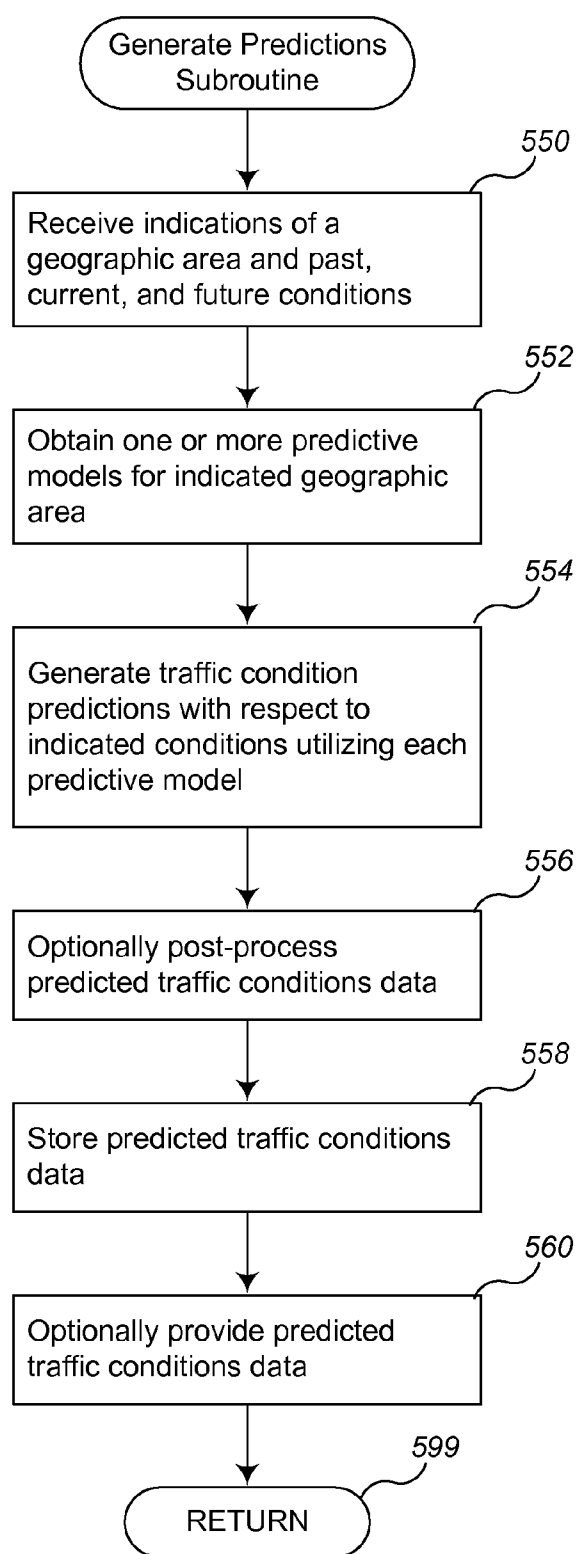 Generate Predictions
Subroutine
550
Receive indications of a
geographic area and past,
current, and future conditions
552
Obtain one or more predictive
models for indicated geographic
area
554
Generate traffic condition
predictions with respect to
indicated conditions utilizing each
predictive model
556
Optionally post-process
predicted traffic conditions data
558
Store predicted traffic conditions
data
560
Optionally provide predicted
traffic conditions data
599
RETURN